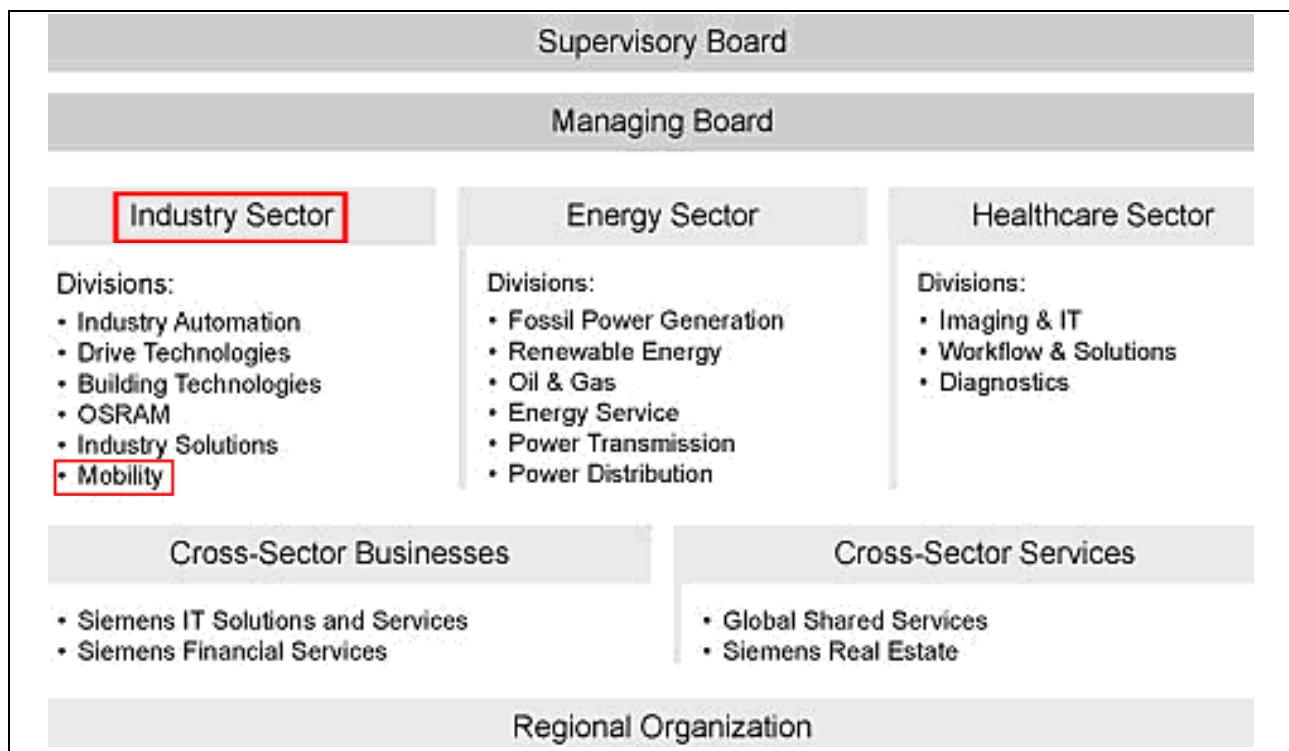 Supervisory Board
Managing Board
Industry Sector
Divisions:
• Industry Automation
• Drive Technologies
• Building Technologies
• OSRAM
• Industry Solutions
• Mobility
Energy Sector
Divisions:
• Fossil Power Generation
• Renewable Energy
• Oil & Gas
• Energy Service
• Power Transmission
• Power Distribution
Healthcare Sector
Divisions:
• Imaging & IT
• Workflow & Solutions
• Diagnostics
Cross-Sector Businesses
• Siemens IT Solutions and Services
• Siemens Financial Services
Cross-Sector Services
• Global Shared Services
• Siemens Real Estate
Regional Organization